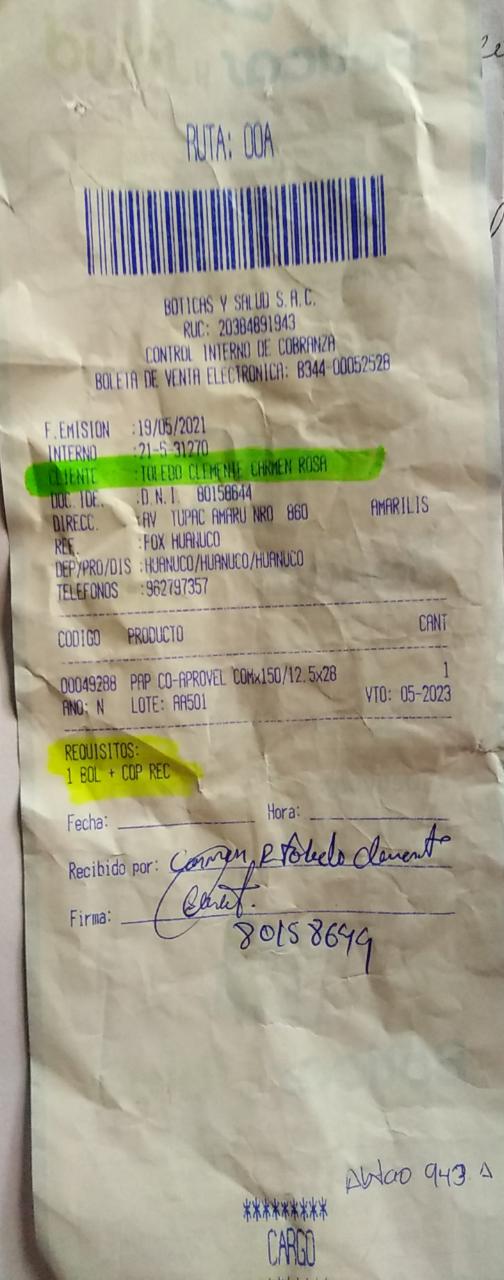 RUTA: 00A
BOTICAS Y SALUD S.A.C.
RUC: 20384891943
CONTROL INTERNO DE COBRANZA
BOLETA DE VENTA ELECTRONICA: B344-00052528
F.EMISION :19/05/2021
INTERNO :21-5-31270
CLIENTE :TOLEDO CLEMENTE CARMEN ROSA
DOC. IDE. :D.N.I. 80158644
DIRECC. :AV TUPAC AMARU NRO 860 AMARILIS
REF. :FOX HUANUCO
DEP/PRO/DIS :HUANUCO/HUANUCO/HUANUCO
TELEFONOS :962797357
CODIGO PRODUCTO CANT
00049288 PAP CO-APROVEL COMx150/12.5x28 1
ANO: N LOTE: AA501 VTO: 05-2023
REQUISITOS:
1 BOL + COP REC
Fecha: Hora:
Recibido por: Carmen R Toledo Clemente
Firma:
80158644
943
*********
CARGO